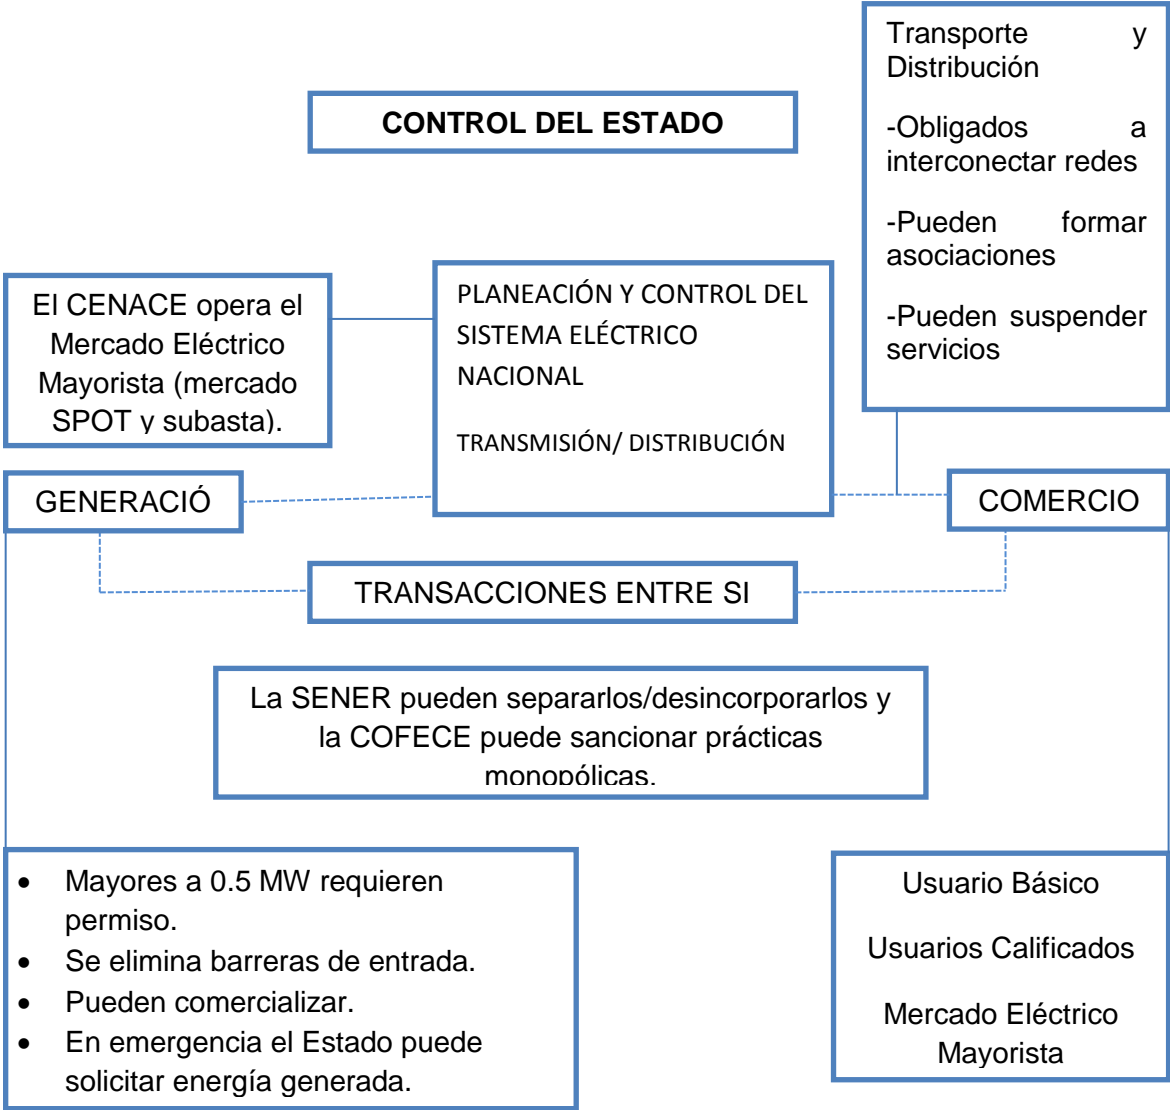 Transporte y
Distribución
-Obligados a
interconectar redes
-Pueden formar
asociaciones
-Pueden suspender
servicios
CONTROL DEL ESTADO
El CENACE opera el
Mercado Eléctrico
Mayorista (mercado
SPOT y subasta).
PLANEACIÓN Y CONTROL DEL
SISTEMA ELÉCTRICO
NACIONAL
TRANSMISIÓN/ DISTRIBUCIÓN
GENERACIÓ
COMERCIO
TRANSACCIONES ENTRE SI
La SENER pueden separarlos/desincorporarlos y
la COFECE puede sancionar prácticas
monopólicas.
• Mayores a 0.5 MW requieren
permiso.
• Se elimina barreras de entrada.
• Pueden comercializar.
• En emergencia el Estado puede
solicitar energía generada.
Usuario Básico
Usuarios Calificados
Mercado Eléctrico
Mayorista